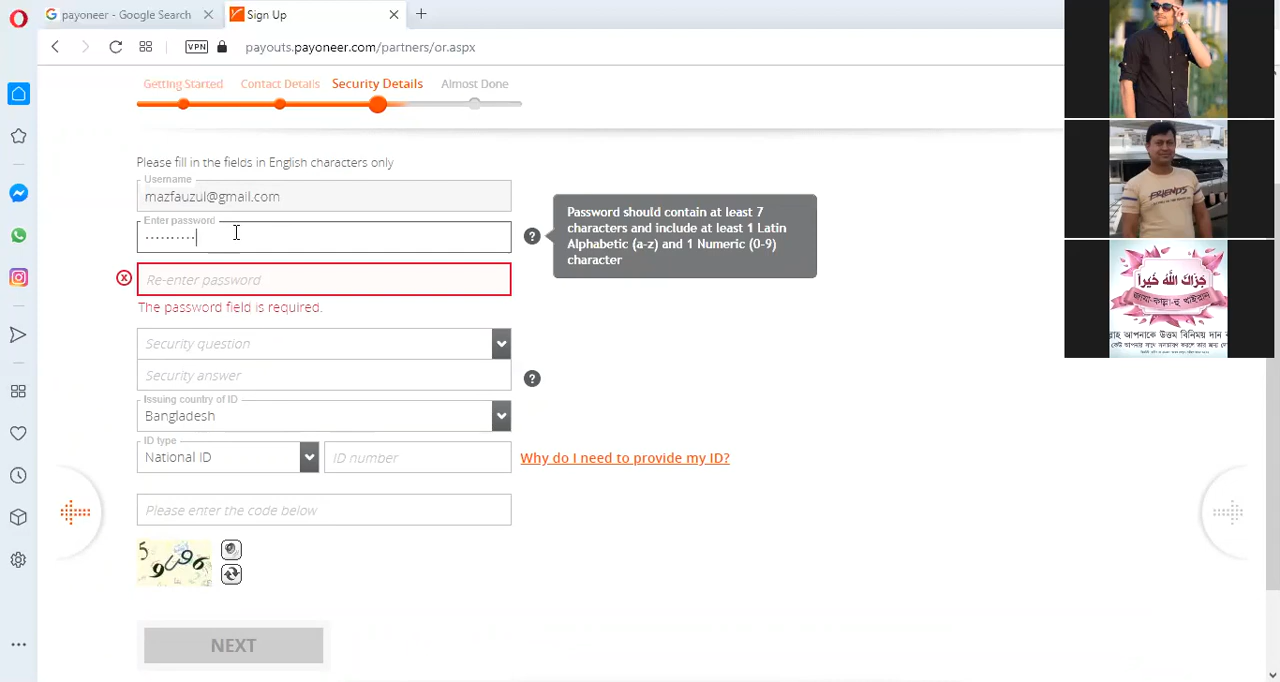 payoneer - Google Search
Sign Up
VPN
payouts.payoneer.com/partners/or.aspx
Getting Started
Contact Details
Security Details
Almost Done
Please fill in the fields in English characters only
Username
mazfauzul@gmail.com
Enter password
..........
?
Password should contain at least 7
characters and include at least 1 Latin
Alphabetic (a-z) and 1 Numeric (0-9)
character
Re-enter password
The password field is required.
Security question
Security answer
?
Issuing country of ID
Bangladesh
ID type
National ID
ID number
Why do I need to provide my ID?
Please enter the code below
NEXT
FRIENDS
جَزَاكَ اللَّهُ خَيْرًا